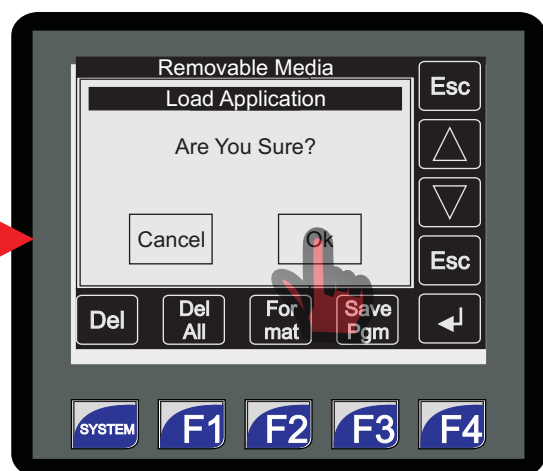 Removable Media
Load Application
Are You Sure?
Cancel
Ok
Esc
Esc
Del
Del
All
For
mat
Save
Pgm
SYSTEM
F1
F2
F3
F4